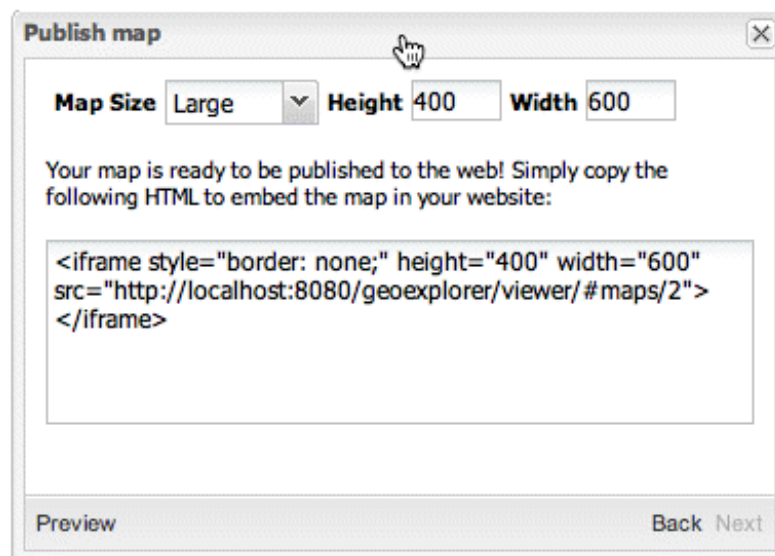 Publish map
Map Size Large Height 400 Width 600
Your map is ready to be published to the web! Simply copy the
following HTML to embed the map in your website:
<iframe style="border: none;" height="400" width="600"
src="http://localhost:8080/geoexplorer/viewer/#maps/2">
</iframe>
Preview Back Next